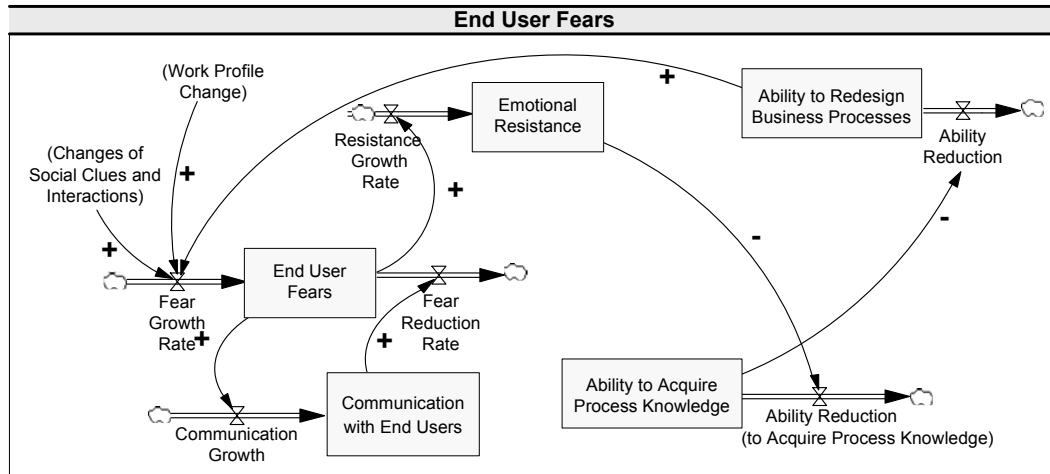 End User Fears
(Work Profile
Change)
+
(Changes of
Social Clues and
Interactions)
+
+
Resistance
Growth
Rate
Emotional
Resistance
+
Ability to Redesign
Business Processes
Ability
Reduction
+
-
-
End User
Fears
Fear
Growth
Rate
+
Fear
Reduction
Rate
+
Communication
with End Users
Communication
Growth
Ability to Acquire
Process Knowledge
Ability Reduction
(to Acquire Process Knowledge)